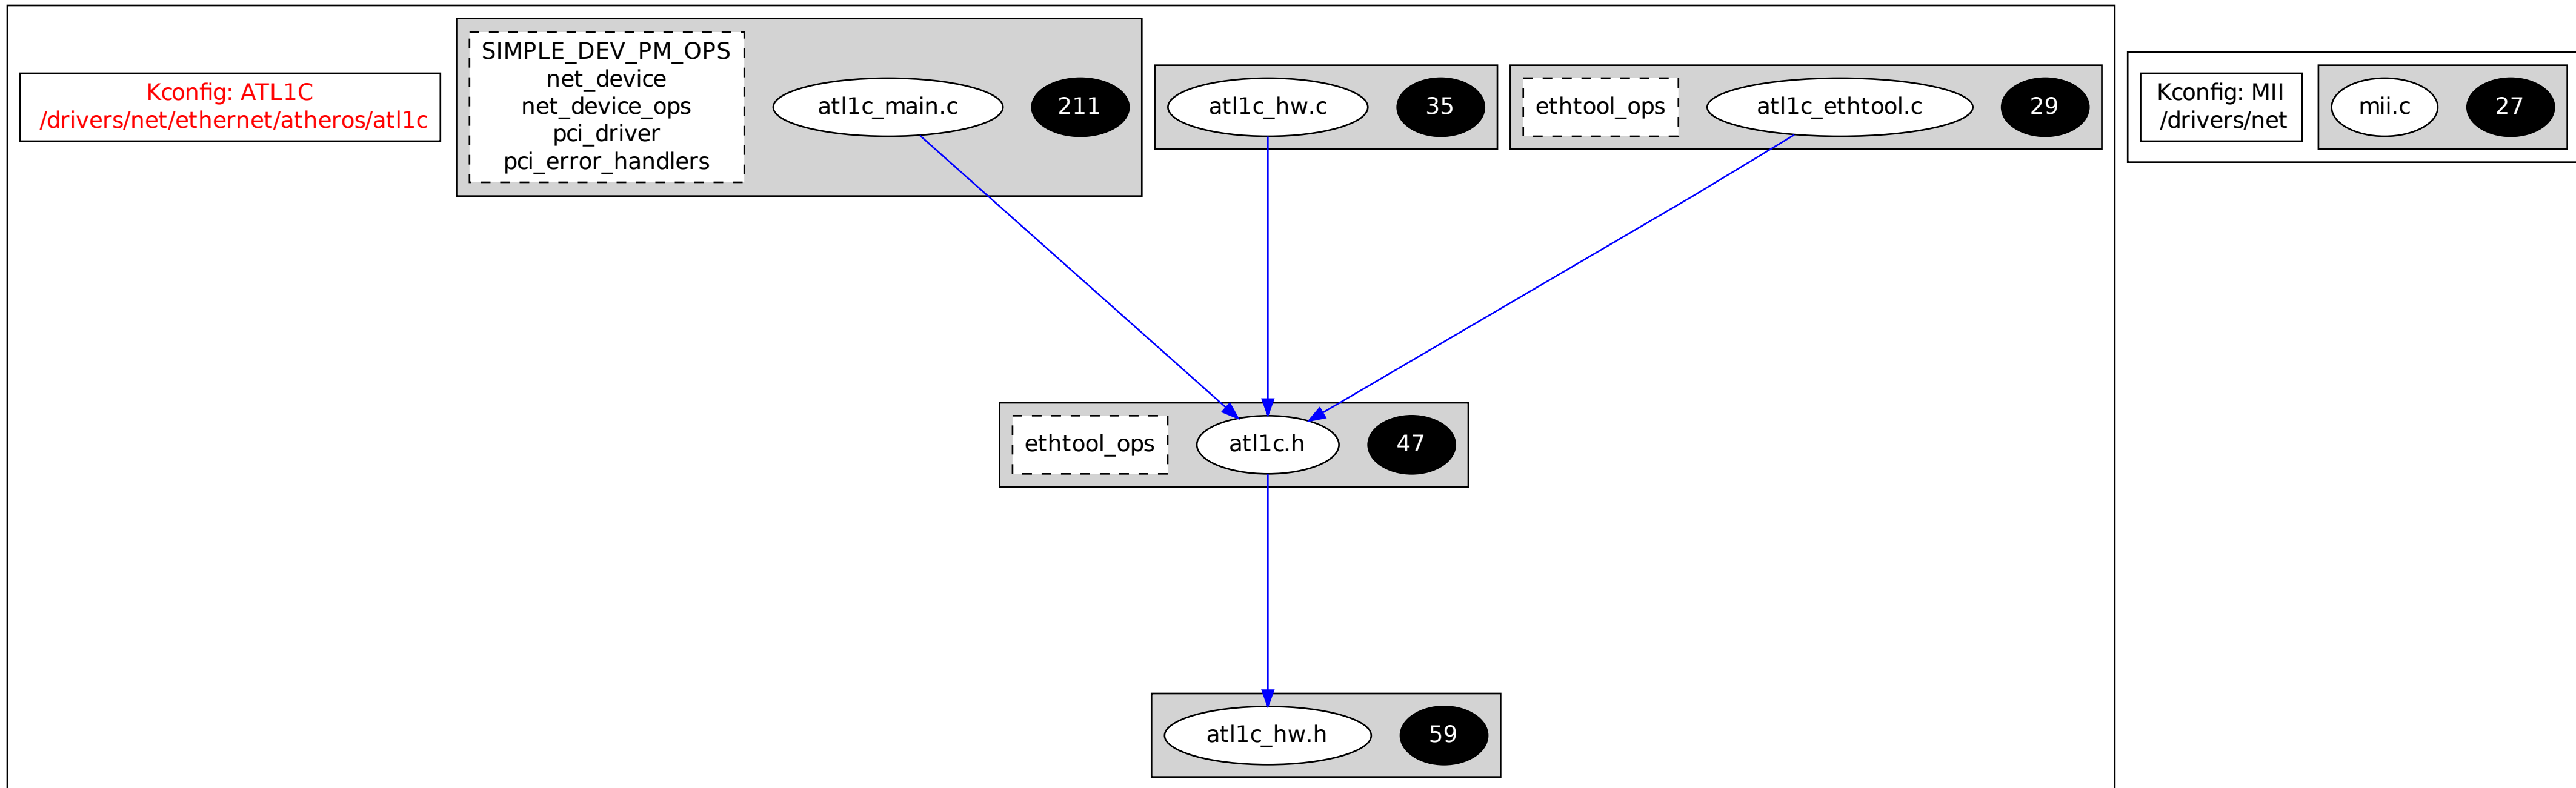 Kconfig: ATL1C
/drivers/net/ethernet/atheros/atl1c
SIMPLE_DEV_PM_OPS
net_device
net_device_ops
pci_driver
pci_error_handlers
atl1c_main.c
211
atl1c_hw.c
35
ethtool_ops
atl1c_ethtool.c
29
Kconfig: MII
/drivers/net
mii.c
27
ethtool_ops
atl1c.h
47
atl1c_hw.h
59